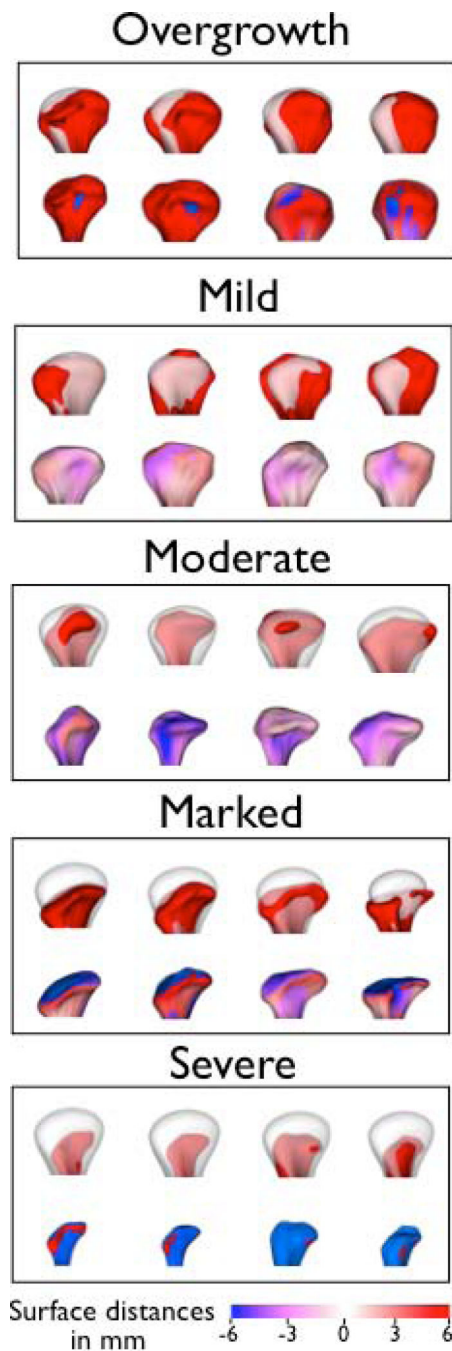 Overgrowth
Mild
Moderate
Marked
Severe
Surface distances
in mm
-6 -3 0 3 6